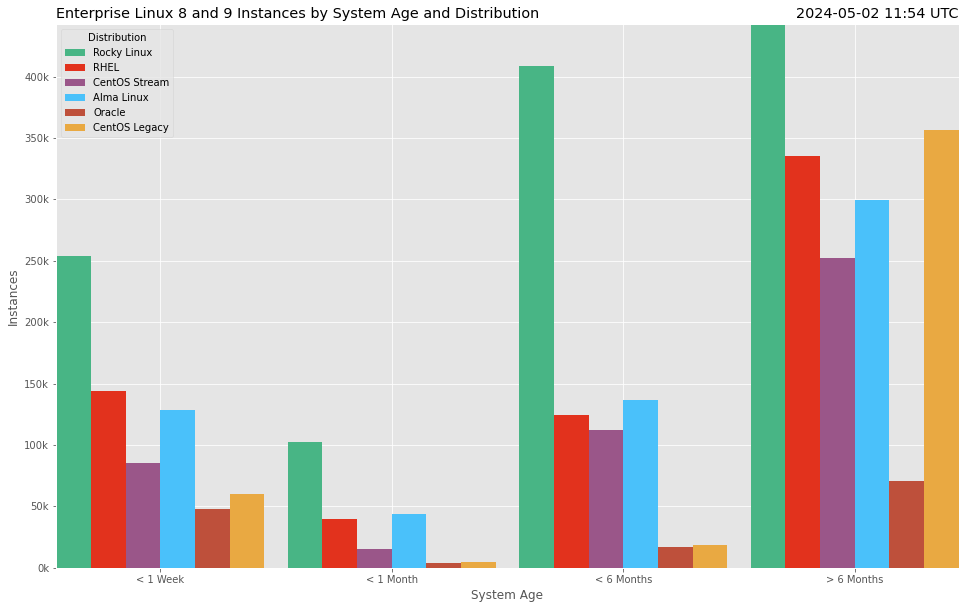 Enterprise Linux 8 and 9 Instances by System Age and Distribution
2024-05-02 11:54 UTC
Distribution
Rocky Linux
RHEL
CentOS Stream
Alma Linux
Oracle
CentOS Legacy
400k
350k
300k
250k
200k
150k
100k
50k
0k
Instances
< 1 Week
< 1 Month
< 6 Months
> 6 Months
System Age